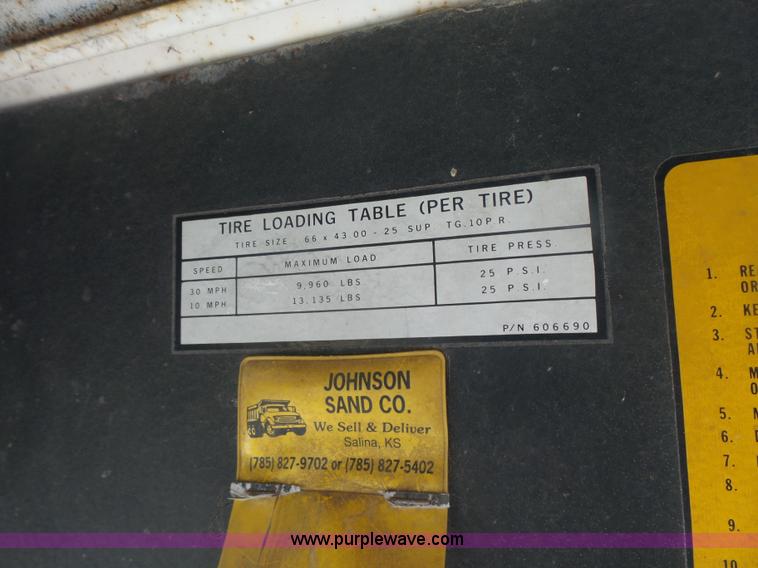 TIRE LOADING TABLE (PER TIRE)
TIRE SIZE 66 x 43 00 - 25 SUP TG.10P R.
SPEED MAXIMUM LOAD TIRE PRESS.
30 MPH 9,960 LBS 25 P.S.I.
10 MPH 13,135 LBS 25 P.S.I.
P/N 606690
JOHNSON
SAND CO.
We Sell & Deliver
Salina, KS
(785) 827-9702 or (785) 827-5402
1. 
2. 
3. 
4. 
5. 
6. 
7. 
8. 
9. 
10
www.purplewave.com